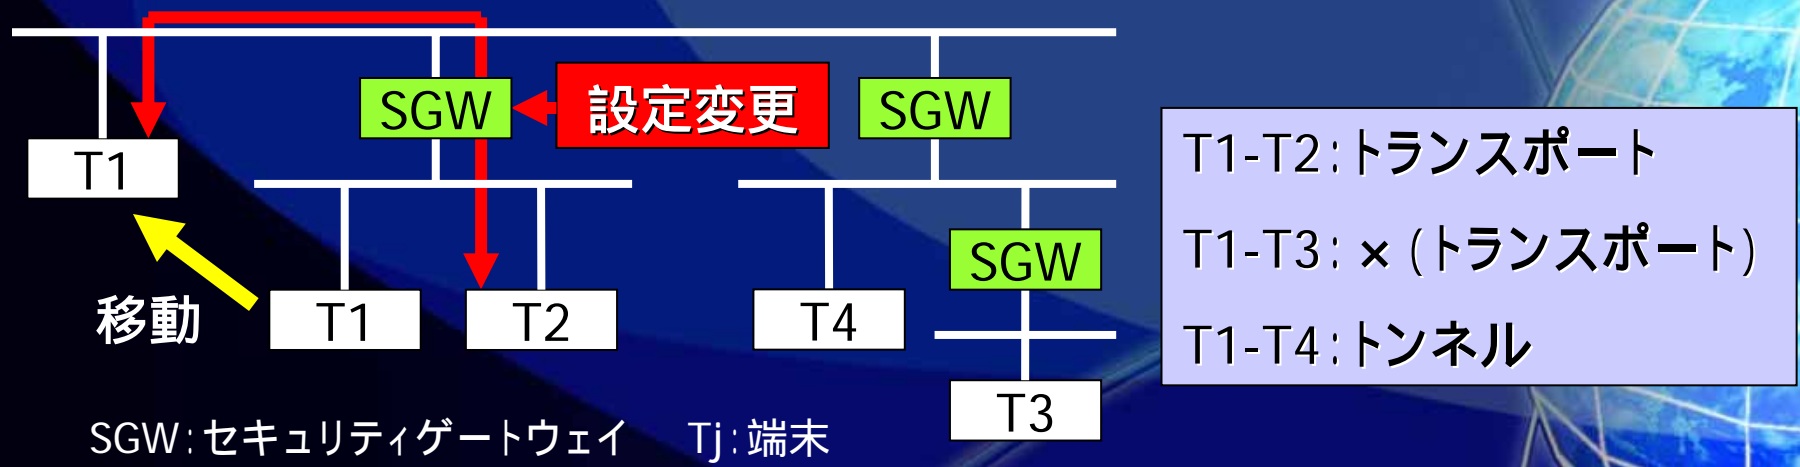 SGW
設定変更
SGW
T1
T1-T2:トランスポート
T1-T3:×(トランスポート)
T1-T4:トンネル
SGW
移動
T1
T2
T4
T3
SGW:セキュリティゲートウェイ Tj:端末